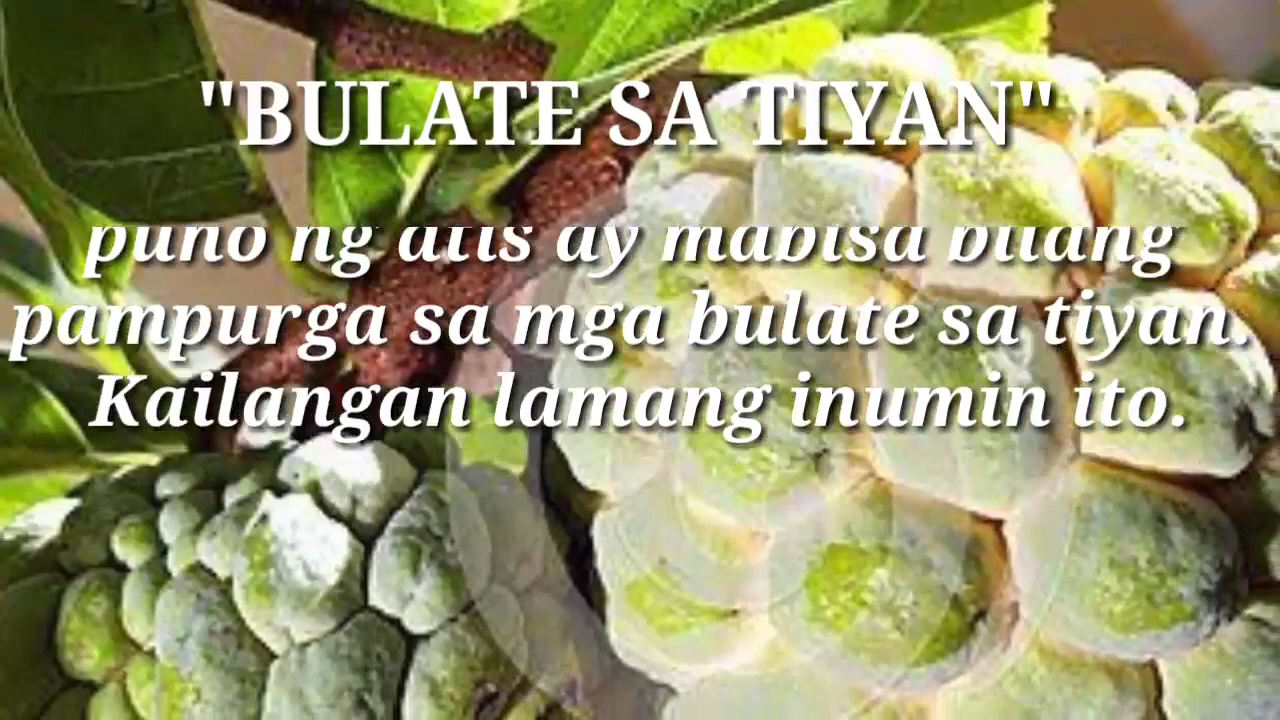 "BULATE SA TIYAN"
puno ng atis ay mabisa bilang
pampurga sa mga bulate sa tiyan.
Kailangan lamang inumin ito.